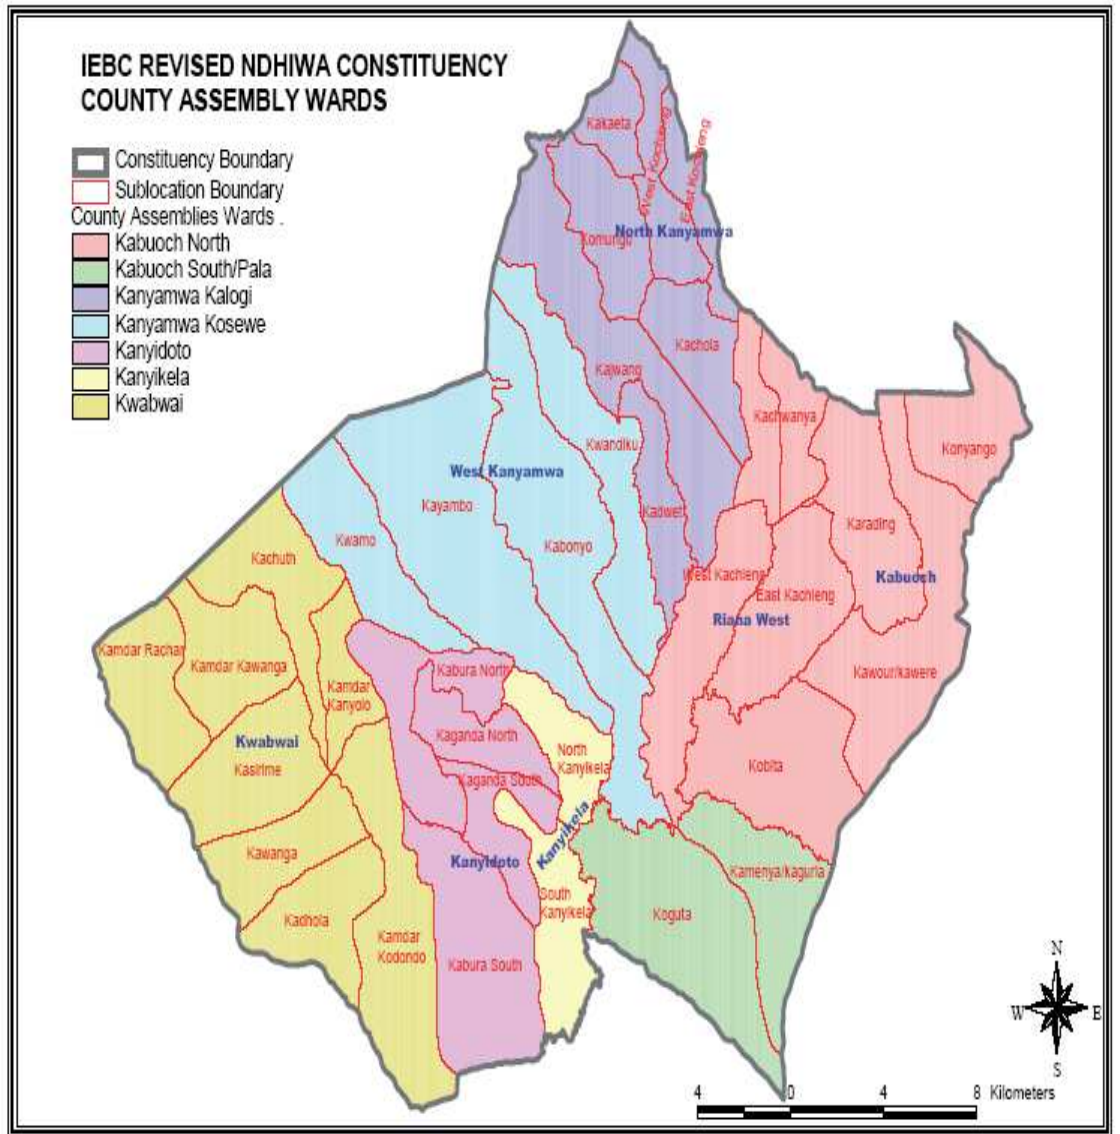 IEBC REVISED NDHIWA CONSTITUENCY
COUNTY ASSEMBLY WARDS
Constituency Boundary
Sublocation Boundary
County Assemblies Wards .
Kabuoch North
Kabuoch South/Pala
Kanyamwa Kalogi
Kanyamwa Kosewe
Kanyidoto
Kanyikela
Kwabwai
Kakaeta
West Kochieng
East Kochieng
Komungu
North Kanyamwa
Kachola
Kajwang
Kachwanya
Kwandiku
Konyango
West Kanyamwa
Kayambo
Kadwet
Karading
Kwamo
Kabonyo
Kachuth
West Kachieng
East Kachieng
Kabuoch
Riana West
Kamdar Rachar
Kamdar Kawanga
Kabura North
Kawour/kawere
Kamdar
Kanyolo
Kaganda North
Kwabwai
North
Kanyikela
Kasirime
Kobita
Kaganda South
Kanyikela
Kawanga
Kanyidoto
Kamenya/kaguria
South
Kanyikela
Koguta
Kadhola
Kamdar
Kodondo
Kabura South
N
W
E
S
4 0 4 8 Kilometers